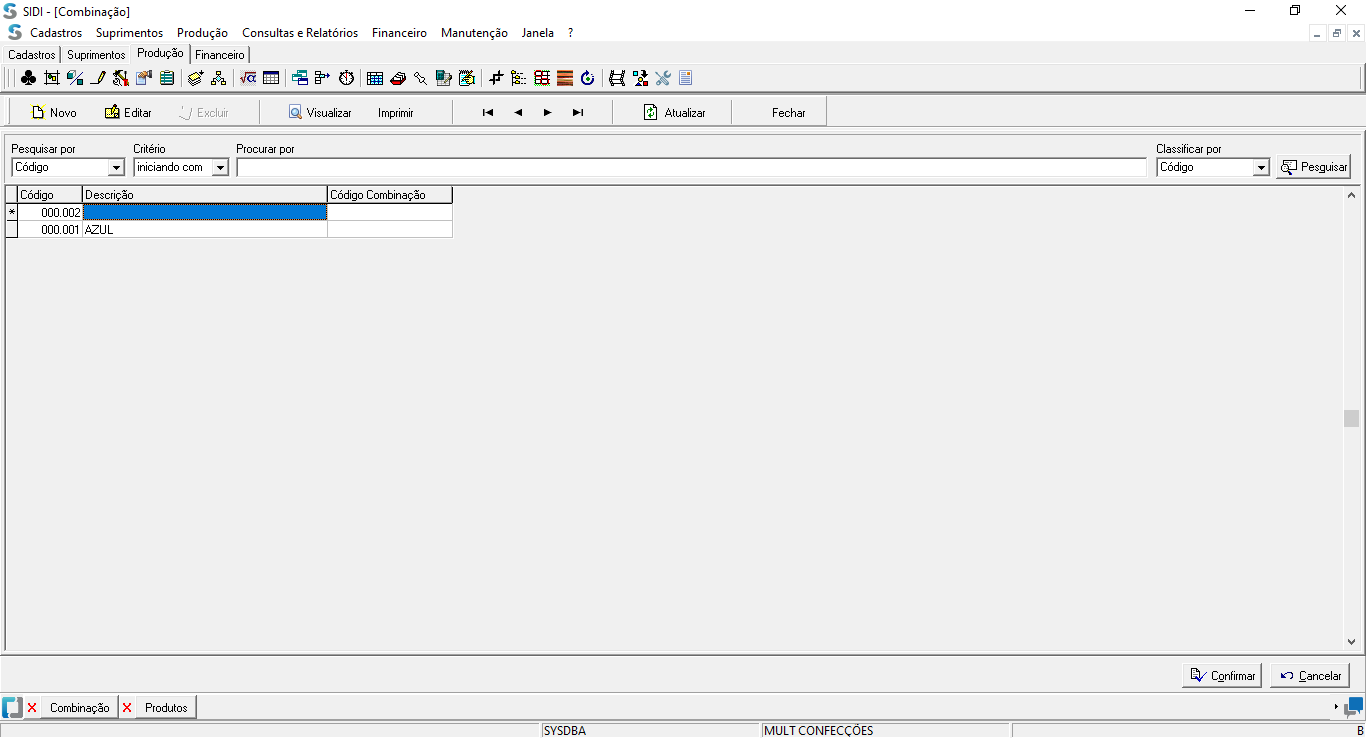 SIDI - [Combinação]
Cadastros Suprimentos Produção Consultas e Relatórios Financeiro Manutenção Janela ?
Cadastros Suprimentos Produção Financeiro
Novo Editar Excluir Visualizar Imprimir Atualizar Fechar
Pesquisar por Critério Procurar por Classificar por
Código iniciando com Código Pesquisar
Código Descrição Código Combinação
* 000.002
000.001 AZUL
Confirmar Cancelar
Combinação Produtos
SYSDBA MULT CONFECÇÕES B